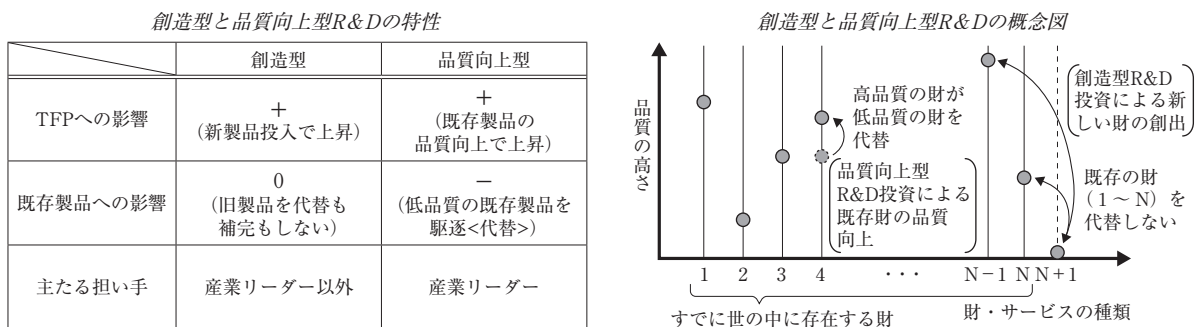 創造型と品質向上型R&Dの特性
創造型
品質向上型
TFPへの影響
+
(新製品投入で上昇)
+
(既存製品の
品質向上で上昇)
既存製品への影響
0
(旧製品を代替も
補完もしない)
−
(低品質の既存製品を
駆逐<代替>)
主たる担い手
産業リーダー以外
産業リーダー
創造型と品質向上型R&Dの概念図
品質の高さ
高品質の財が
低品質の財を
代替
品質向上型
R&D投資による
既存財の品質
向上
創造型R&D
投資による新
しい財の創出
既存の財
(1~N)を
代替しない
1 2 3 4 ・・・ N−1 N N+1
すでに世の中に存在する財
財・サービスの種類